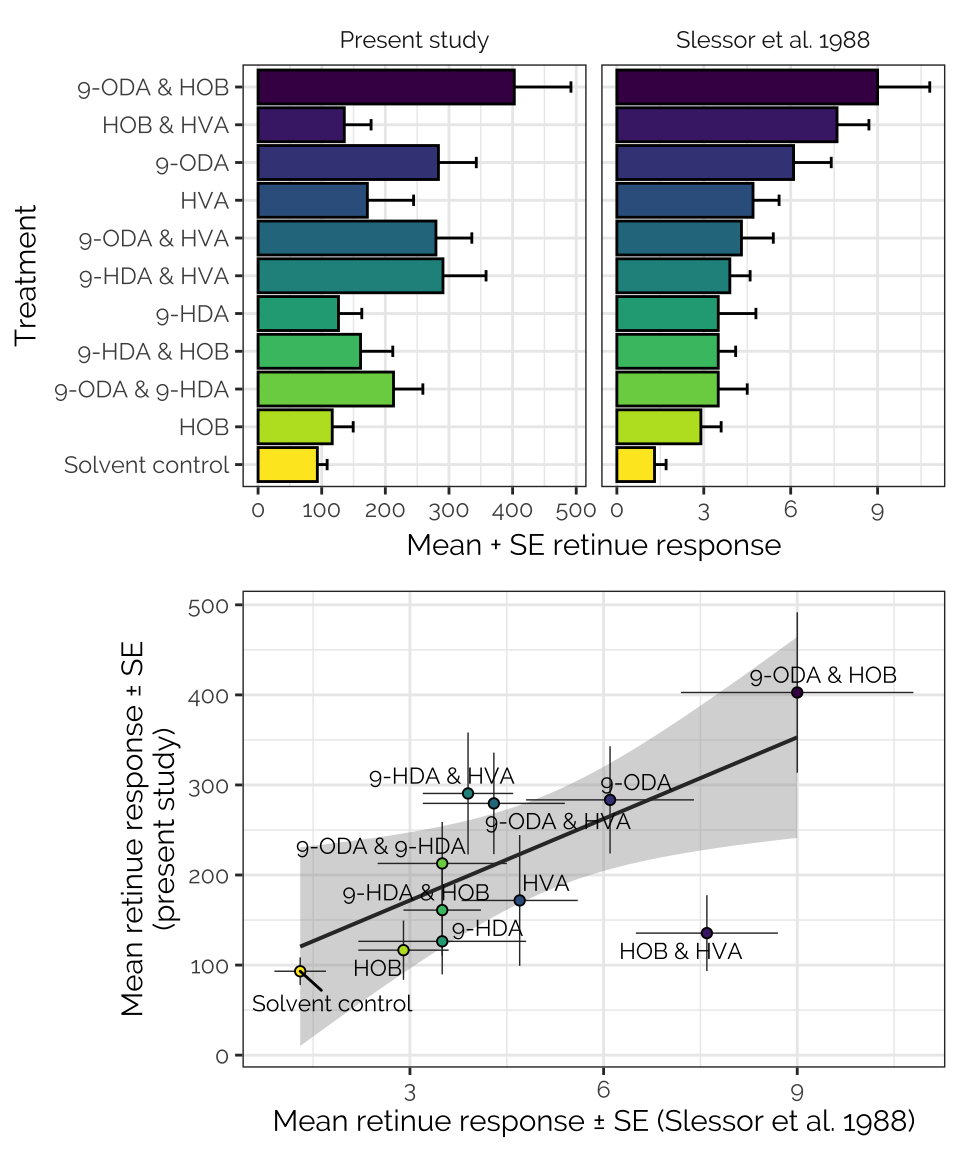 Present study
Slessor et al. 1988
Treatment
9-ODA & HOB
HOB & HVA
9-ODA
HVA
9-ODA & HVA
9-HDA & HVA
9-HDA
9-HDA & HOB
9-ODA & 9-HDA
HOB
Solvent control
0 100 200 300 400 500
0 3 6 9
Mean + SE retinue response
Mean retinue response ± SE
(present study)
500
400
300
200
100
0
9-ODA & HOB
9-HDA & HVA
9-ODA
9-ODA & HVA
9-ODA & 9-HDA
HVA
9-HDA & HOB
9-HDA
HOB & HVA
HOB
Solvent control
3 6 9
Mean retinue response ± SE (Slessor et al. 1988)